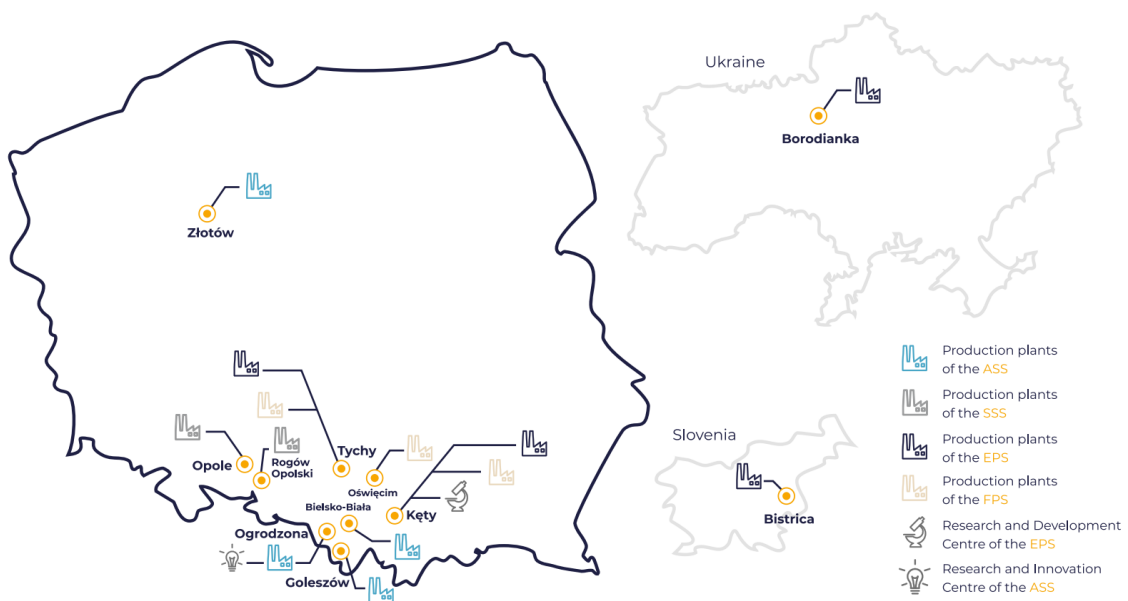 Ukraine
Borodianka
Złotów
Tychy
Opole
Rogów
Opolski
Oświęcim
Bielsko-Biała
Kęty
Ogrodzona
Goleszów
Slovenia
Bistrica
Production plants
of the ASS
Production plants
of the SSS
Production plants
of the EPS
Production plants
of the FPS
Research and Development
Centre of the EPS
Research and Innovation
Centre of the ASS